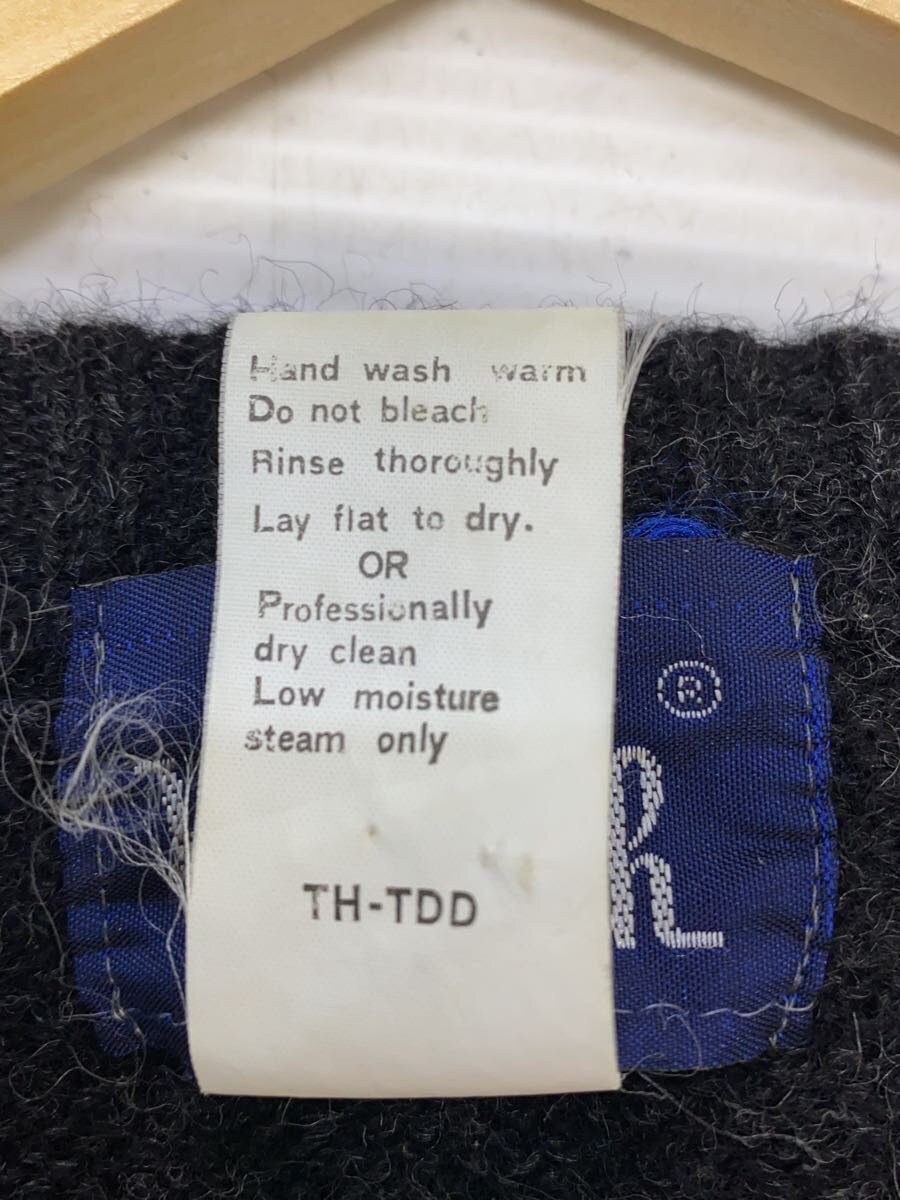 Hand wash warm
Do not bleach
Rinse thoroughly
Lay flat to dry.
OR
Professionally
dry clean
Low moisture
steam only
TH-TDD
®